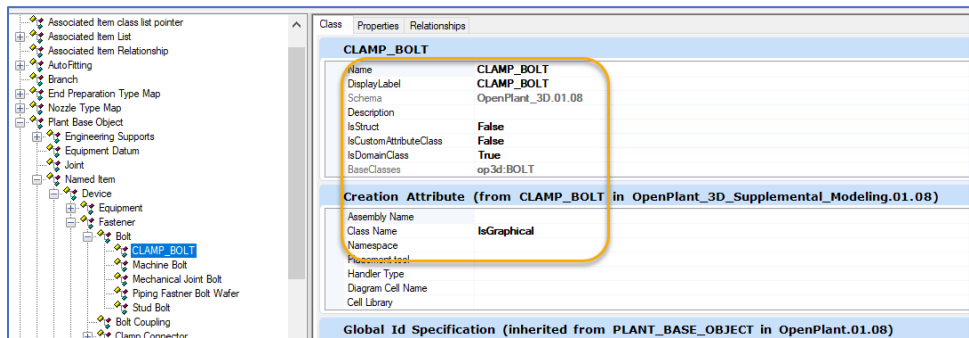 Associated Item class list pointer
Associated Item List
Associated Item Relationship
AutoFitting
Branch
End Preparation Type Map
Nozzle Type Map
Plant Base Object
Engineering Supports
Equipment Datum
Joint
Named Item
Device
Equipment
Fastener
Bolt
CLAMP_BOLT
Machine Bolt
Mechanical Joint Bolt
Piping Fastner Bolt Wafer
Stud Bolt
Bolt Coupling
Clamp Connector
Class Properties Relationships
CLAMP_BOLT
Name CLAMP_BOLT
DisplayLabel CLAMP_BOLT
Schema OpenPlant_3D.01.08
Description
IsStruct False
IsCustomAttributeClass False
IsDomainClass True
BaseClasses op3d:BOLT
Creation Attribute (from CLAMP_BOLT in OpenPlant_3D_Supplemental_Modeling.01.08)
Assembly Name
Class Name IsGraphical
Namespace
Placement tool
Handler Type
Diagram Cell Name
Cell Library
Global Id Specification (inherited from PLANT_BASE_OBJECT in OpenPlant.01.08)